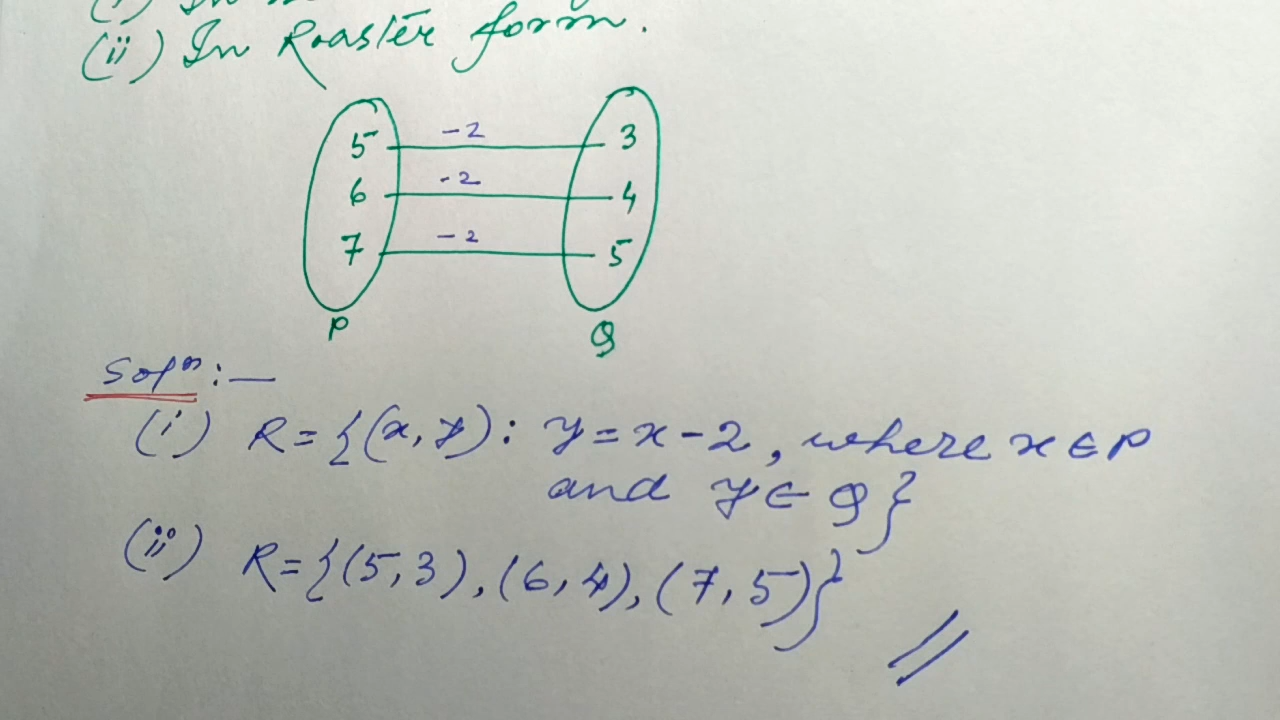 (ii) In Roaster form.
5 -2 3
6 -2 4
7 -2 5
P Q
Solⁿ :—
(i) R = {(x, y) : y = x - 2, where x ∈ P
and y ∈ Q}
(ii) R = {(5, 3), (6, 4), (7, 5)}